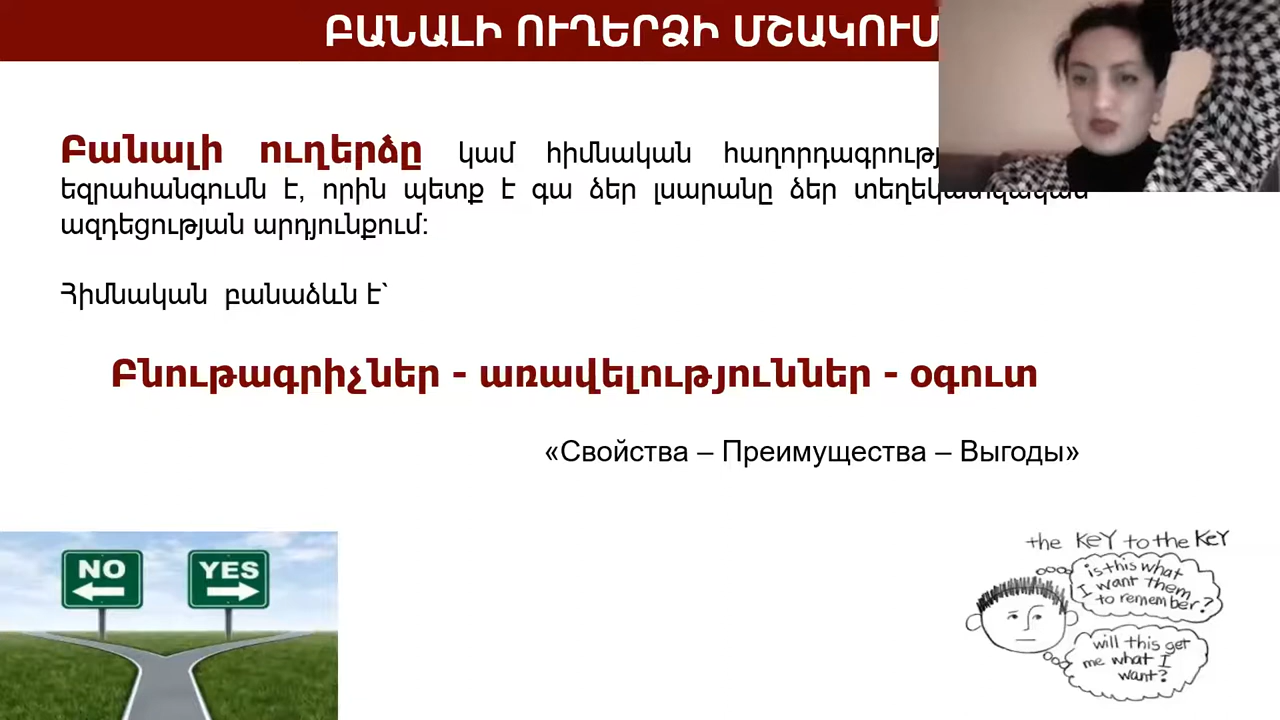 ԲԱՆԱԼԻ ՈՒՂԵՐՁԻ ՄՇԱԿՈՒՄ
Բանալի ուղերձը կամ հիմնական
եզրահանգումն է, որին պետք է գա ձեր լսարանը ձեր
ազդեցության արդյունքում:
Հիմնական բանաձևն է`
Բնութագրիչներ - առավելություններ - օգուտ
«Свойства – Преимущества – Выгоды»
NO
YES
the KEY to the KEY
is this what
I want them
to remember?
will this get
me what I
want?